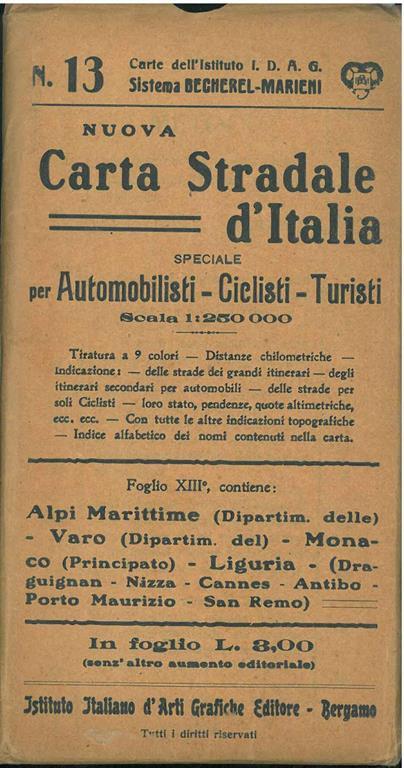 N. 13
Carte dell'Istituto I. D. A. G.
Sistema BECHEREL-MARIENI
NUOVA
Carta Stradale
d'Italia
SPECIALE
per Automobilisti - Ciclisti - Turisti
Scala 1:250 000
Tiratura a 9 colori — Distanze chilometriche —
Indicazione: — delle strade dei grandi itinerari — degli
itinerari secondari per automobili — delle strade per
soli Ciclisti — loro stato, pendenze, quote altimetriche,
ecc. ecc. — Con tutte le altre indicazioni topografiche
— Indice alfabetico dei nomi contenuti nella carta.
Foglio XIIIº, contiene:
Alpi Marittime (Dipartim. delle)
- Varo (Dipartim. del) - Mona-
co (Principato) - Liguria - (Dra-
guignan - Nizza - Cannes - Antibo -
Porto Maurizio - San Remo)
In foglio L. 3,00
(senz'altro aumento editoriale)
Istituto Italiano d'Arti Grafiche Editore - Bergamo
Tutti i diritti riservati